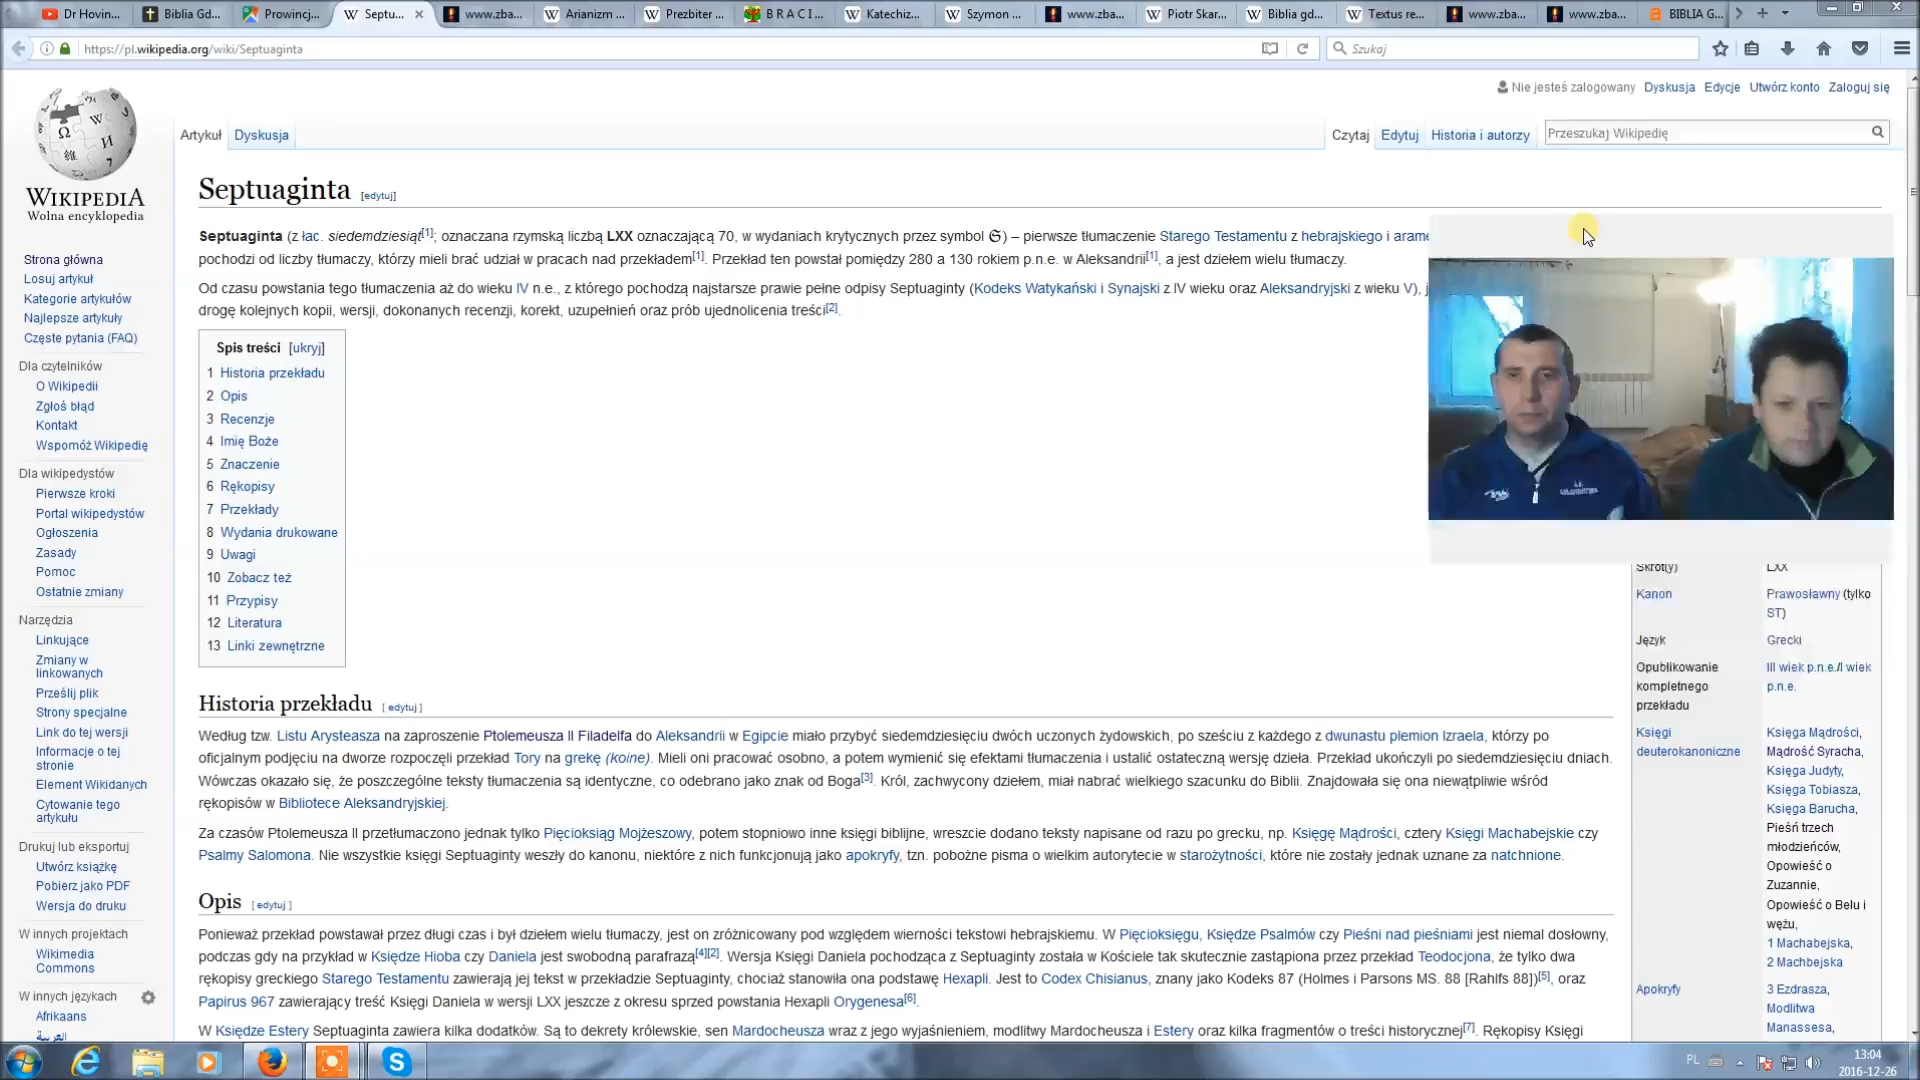 Dr Hovin...
Biblia Gd...
Prowincj...
Septu...
www.zba...
Arianizm ...
Prezbiter ...
B R A C I...
Katechiz...
Szymon ...
www.zba...
Piotr Skar...
Biblia gd...
Textus re...
www.zba...
www.zba...
BIBLIA G...
https://pl.wikipedia.org/wiki/Septuaginta
Szukaj
Nie jesteś zalogowany Dyskusja Edycje Utwórz konto Zaloguj się
WIKIPEDIA
Wolna encyklopedia
Artykuł Dyskusja
Czytaj Edytuj Historia i autorzy
Przeszukaj Wikipedię
Strona główna
Losuj artykuł
Kategorie artykułów
Najlepsze artykuły
Częste pytania (FAQ)
Dla czytelników
O Wikipedii
Zgłoś błąd
Kontakt
Wspomóż Wikipedię
Dla wikipedystów
Pierwsze kroki
Portal wikipedystów
Ogłoszenia
Zasady
Pomoc
Ostatnie zmiany
Narzędzia
Linkujące
Zmiany w
linkowanych
Prześlij plik
Strony specjalne
Link do tej wersji
Informacje o tej
stronie
Element Wikidanych
Cytowanie tego
artykułu
Drukuj lub eksportuj
Utwórz książkę
Pobierz jako PDF
Wersja do druku
W innych projektach
Wikimedia
Commons
W innych językach
Afrikaans
العربية
Septuaginta [edytuj]
Septuaginta (z łac. siedemdziesiąt[1]; oznaczana rzymską liczbą LXX oznaczającą 70, w wydaniach krytycznych przez symbol 𝔖) – pierwsze tłumaczenie Starego Testamentu z hebrajskiego i arame
pochodzi od liczby tłumaczy, którzy mieli brać udział w pracach nad przekładem[1]. Przekład ten powstał pomiędzy 280 a 130 rokiem p.n.e. w Aleksandrii[1], a jest dziełem wielu tłumaczy.
Od czasu powstania tego tłumaczenia aż do wieku IV n.e., z którego pochodzą najstarsze prawie pełne odpisy Septuaginty (Kodeks Watykański i Synajski z IV wieku oraz Aleksandryjski z wieku V), j
drogę kolejnych kopii, wersji, dokonanych recenzji, korekt, uzupełnień oraz prób ujednolicenia treści[2].
Spis treści [ukryj]
1 Historia przekładu
2 Opis
3 Recenzje
4 Imię Boże
5 Znaczenie
6 Rękopisy
7 Przekłady
8 Wydania drukowane
9 Uwagi
10 Zobacz też
11 Przypisy
12 Literatura
13 Linki zewnętrzne
Historia przekładu [ edytuj ]
Według tzw. Listu Arysteasza na zaproszenie Ptolemeusza II Filadelfa do Aleksandrii w Egipcie miało przybyć siedemdziesięciu dwóch uczonych żydowskich, po sześciu z każdego z dwunastu plemion Izraela, którzy po
oficjalnym podjęciu na dworze rozpoczęli przekład Tory na grekę (koine). Mieli oni pracować osobno, a potem wymienić się efektami tłumaczenia i ustalić ostateczną wersję dzieła. Przekład ukończyli po siedemdziesięciu dniach.
Wówczas okazało się, że poszczególne teksty tłumaczenia są identyczne, co odebrano jako znak od Boga[3]. Król, zachwycony dziełem, miał nabrać wielkiego szacunku do Biblii. Znajdowała się ona niewątpliwie wśród
rękopisów w Bibliotece Aleksandryjskiej.
Za czasów Ptolemeusza II przetłumaczono jednak tylko Pięcioksiąg Mojżeszowy, potem stopniowo inne księgi biblijne, wreszcie dodano teksty napisane od razu po grecku, np. Księgę Mądrości, cztery Księgi Machabejskie czy
Psalmy Salomona. Nie wszystkie księgi Septuaginty weszły do kanonu, niektóre z nich funkcjonują jako apokryfy, tzn. pobożne pisma o wielkim autorytecie w starożytności, które nie zostały jednak uznane za natchnione.
Opis [ edytuj ]
Ponieważ przekład powstawał przez długi czas i był dziełem wielu tłumaczy, jest on zróżnicowany pod względem wierności tekstowi hebrajskiemu. W Pięcioksięgu, Księdze Psalmów czy Pieśni nad pieśniami jest niemal dosłowny,
podczas gdy na przykład w Księdze Hioba czy Daniela jest swobodną parafrazą[4][2]. Wersja Księgi Daniela pochodząca z Septuaginty została w Kościele tak skutecznie zastąpiona przez przekład Teodocjona, że tylko dwa
rękopisy greckiego Starego Testamentu zawierają jej tekst w przekładzie Septuaginty, chociaż stanowiła ona podstawę Hexapli. Jest to Codex Chisianus, znany jako Kodeks 87 (Holmes i Parsons MS. 88 [Rahlfs 88])[5], oraz
Papirus 967 zawierający treść Księgi Daniela w wersji LXX jeszcze z okresu sprzed powstania Hexapli Orygenesa[6].
W Księdze Estery Septuaginta zawiera kilka dodatków. Są to dekrety królewskie, sen Mardocheusza wraz z jego wyjaśnieniem, modlitwy Mardocheusza i Estery oraz kilka fragmentów o treści historycznej[7]. Rękopisy Księgi
Skrót(y) LXX
Kanon Prawosławny (tylko
ST)
Język Grecki
Opublikowanie III wiek p.n.e./I wiek
kompletnego p.n.e.
przekładu
Księgi Księga Mądrości,
deuterokanoniczne Mądrość Syracha,
Księga Judyty,
Księga Tobiasza,
Księga Barucha,
Pieśń trzech
młodzieńców,
Opowieść o
Zuzannie,
Opowieść o Belu i
wężu,
1 Machabejska,
2 Machbejska
Apokryfy 3 Ezdrasza,
Modlitwa
Manassesa,
PL
13:04
2016-12-26